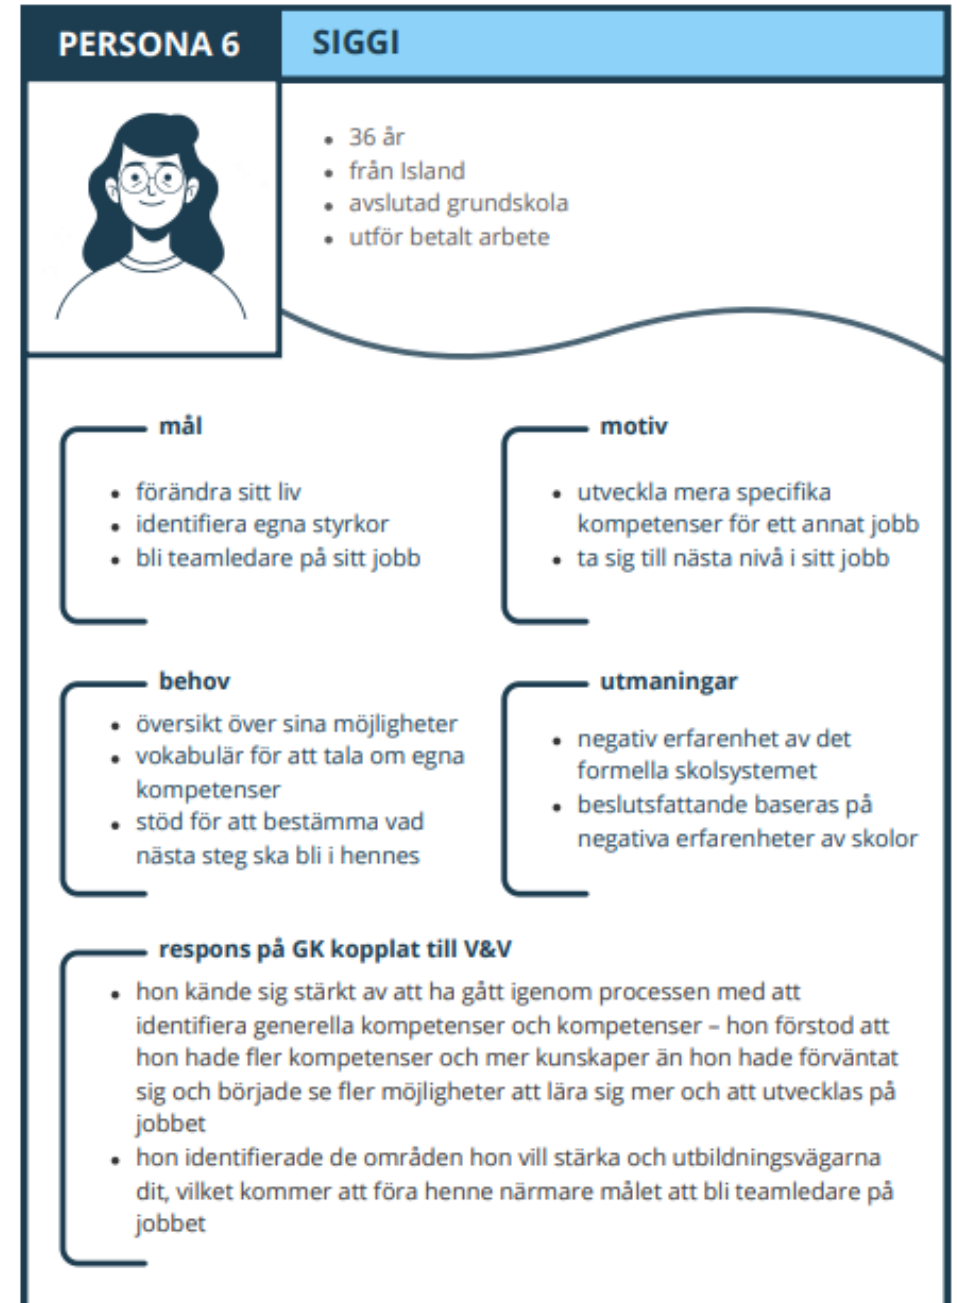 PERSONA 6
SIGGI
• 36 år
• från Island
• avslutad grundskola
• utför betalt arbete
mål
• förändra sitt liv
• identifiera egna styrkor
• bli teamledare på sitt jobb
motiv
• utveckla mera specifika
kompetenser för ett annat jobb
• ta sig till nästa nivå i sitt jobb
behov
• översikt över sina möjligheter
• vokabulär för att tala om egna
kompetenser
• stöd för att bestämma vad
nästa steg ska bli i hennes
utmaningar
• negativ erfarenhet av det
formella skolsystemet
• beslutsfattande baseras på
negativa erfarenheter av skolor
respons på GK kopplat till V&V
• hon kände sig stärkt av att ha gått igenom processen med att
identifiera generella kompetenser och kompetenser – hon förstod att
hon hade fler kompetenser och mer kunskaper än hon hade förväntat
sig och började se fler möjligheter att lära sig mer och att utvecklas på
jobbet
• hon identifierade de områden hon vill stärka och utbildningsvägarna
dit, vilket kommer att föra henne närmare målet att bli teamledare på
jobbet